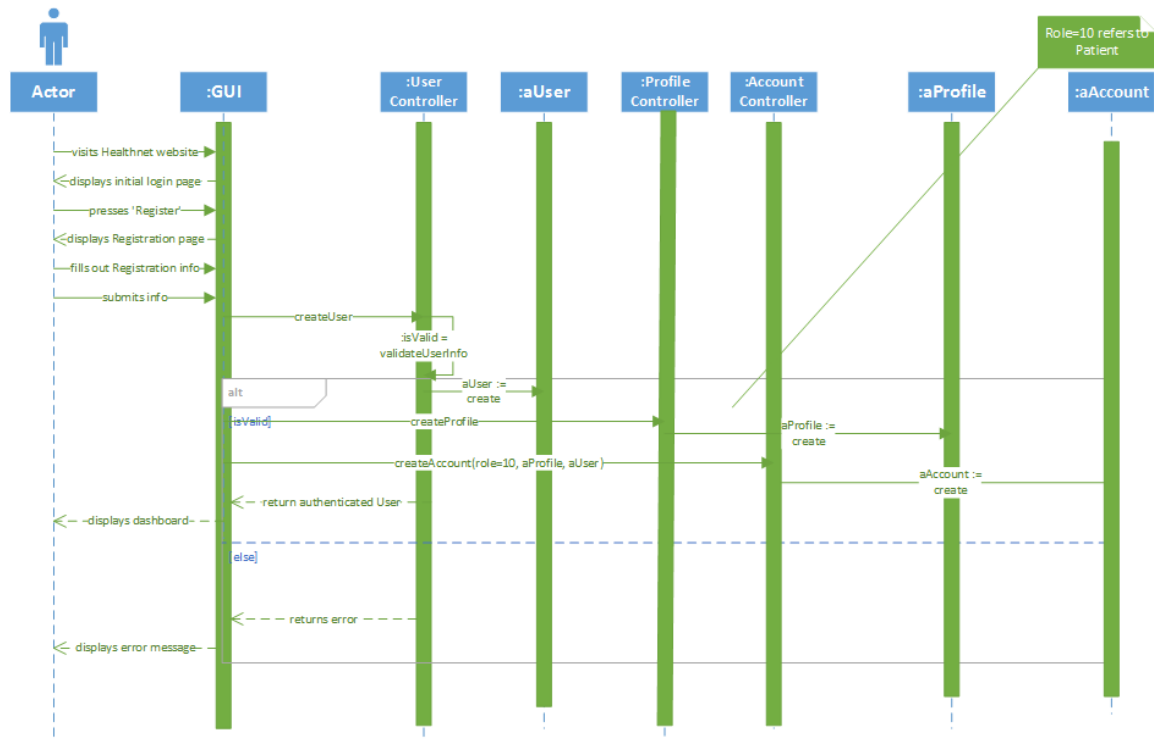 Role=10 refers to
Patient
Actor
:GUI
:User
Controller
:aUser
:Profile
Controller
:Account
Controller
:aProfile
:aAccount
visits Healthnet website
displays initial login page
presses 'Register'
displays Registration page
fills out Registration info
submits info
createUser
:isValid =
validateUserInfo
alt
aUser :=
create
[isValid]
createProfile
aProfile :=
create
createAccount(role=10, aProfile, aUser)
aAccount :=
create
return authenticated User
displays dashboard
[else]
returns error
displays error message